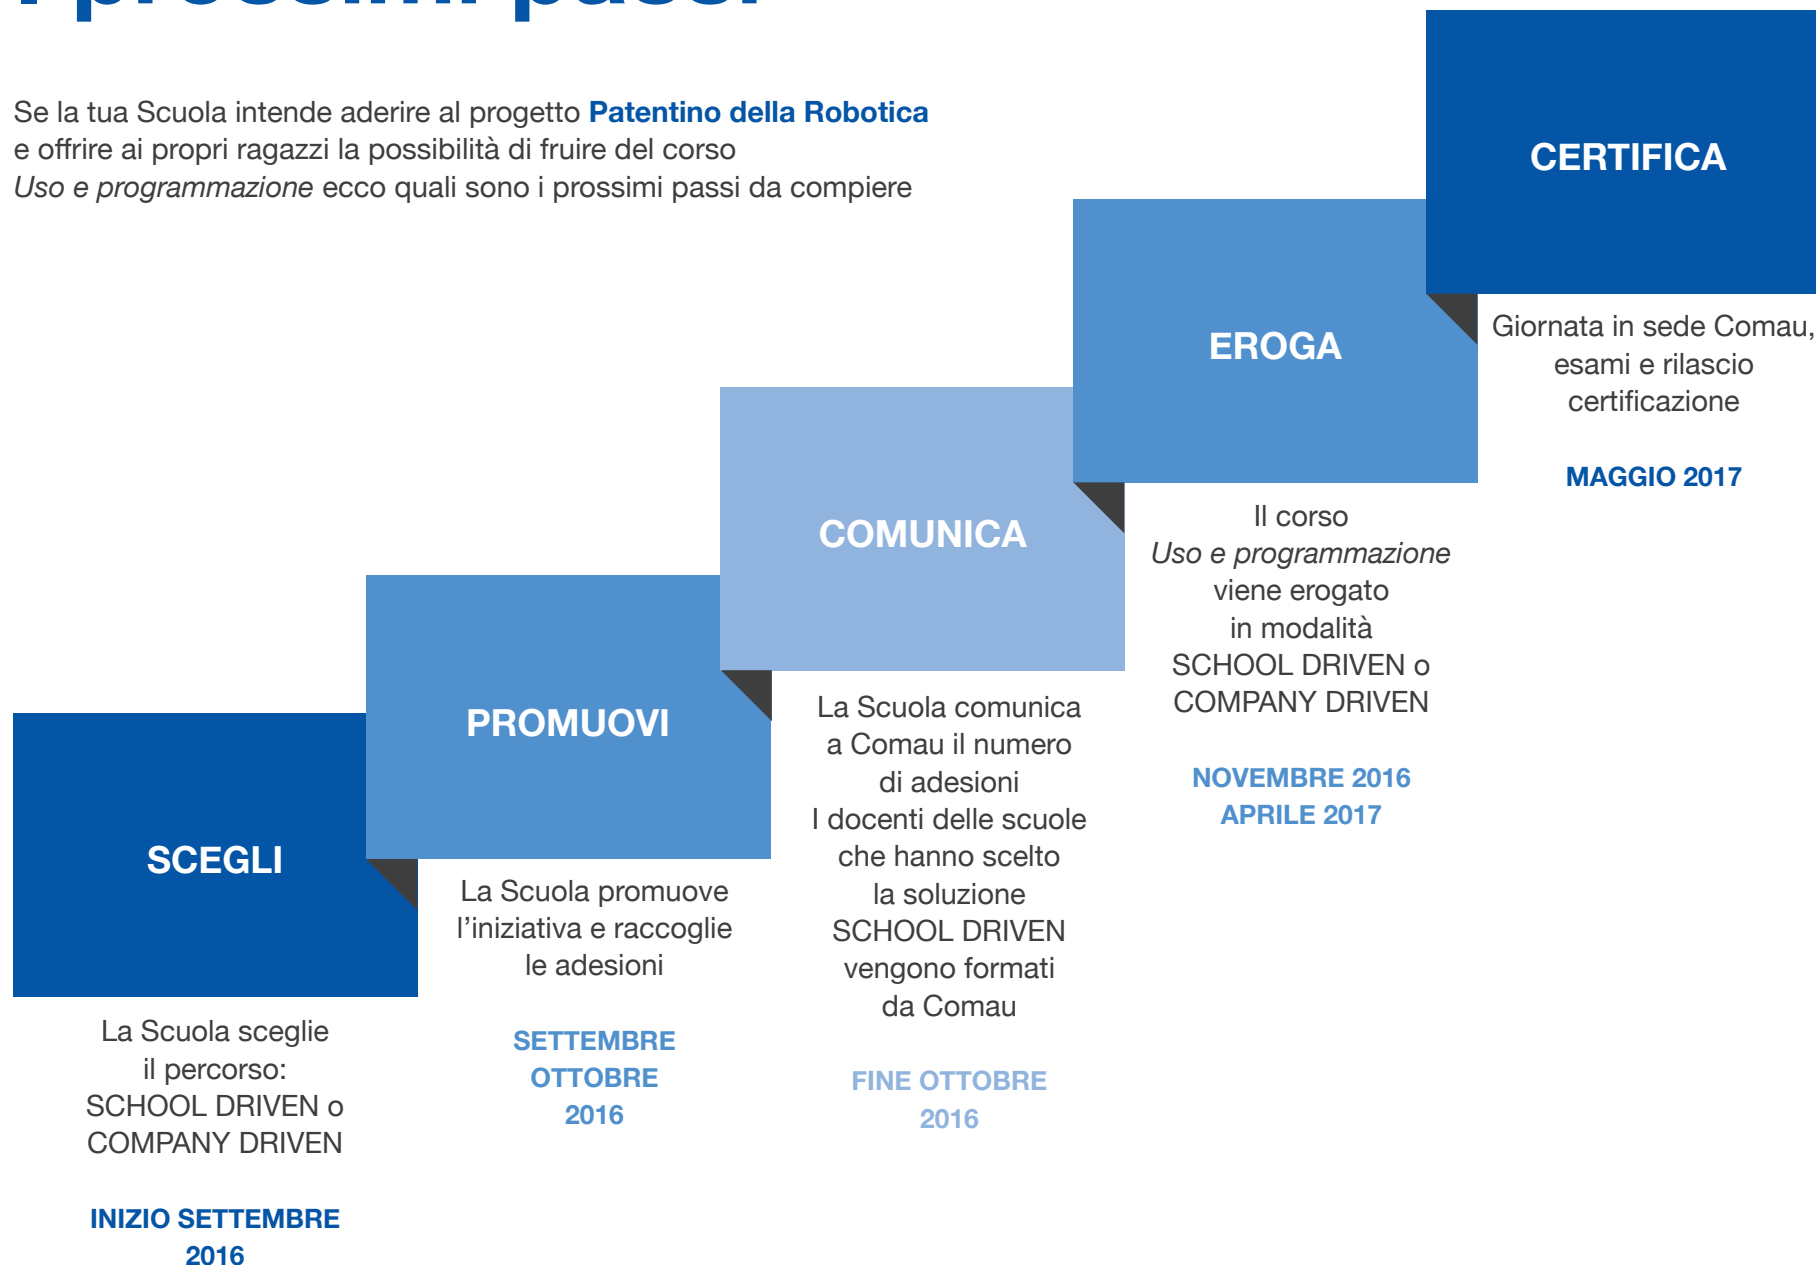 I prossimi passi
Se la tua Scuola intende aderire al progetto Patentino della Robotica
e offrire ai propri ragazzi la possibilità di fruire del corso
Uso e programmazione ecco quali sono i prossimi passi da compiere
SCEGLI
La Scuola sceglie
il percorso:
SCHOOL DRIVEN o
COMPANY DRIVEN
INIZIO SETTEMBRE
2016
PROMUOVI
La Scuola promuove
l’iniziativa e raccoglie
le adesioni
SETTEMBRE
OTTOBRE
2016
COMUNICA
La Scuola comunica
a Comau il numero
di adesioni
I docenti delle scuole
che hanno scelto
la soluzione
SCHOOL DRIVEN
vengono formati
da Comau
FINE OTTOBRE
2016
EROGA
Il corso
Uso e programmazione
viene erogato
in modalità
SCHOOL DRIVEN o
COMPANY DRIVEN
NOVEMBRE 2016
APRILE 2017
CERTIFICA
Giornata in sede Comau,
esami e rilascio
certificazione
MAGGIO 2017